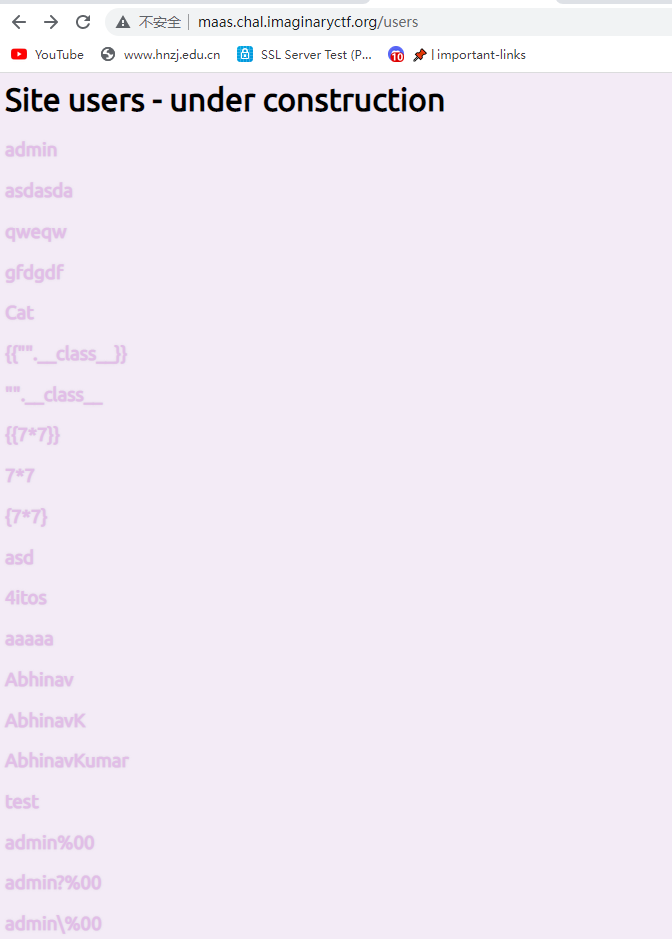 不安全 | maas.chal.imaginaryctf.org/users
YouTube www.hnzj.edu.cn SSL Server Test (P... 10 | important-links
Site users - under construction
admin
asdasda
qweqw
gfdgdf
Cat
{{"".__class__}}
"".__class__
{{7*7}}
7*7
{7*7}
asd
4itos
aaaaa
Abhinav
AbhinavK
AbhinavKumar
test
admin%00
admin?%00
admin\%00